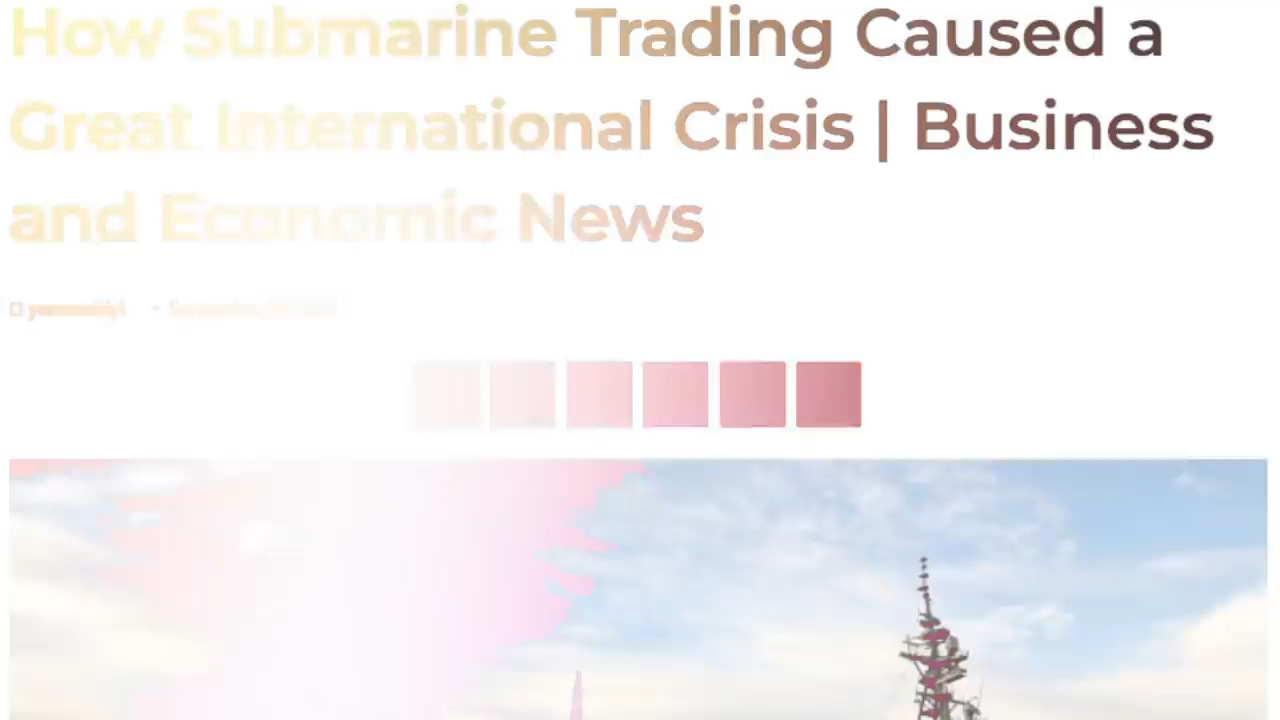 How Submarine Trading Caused a
Great International Crisis | Business
and Economic News